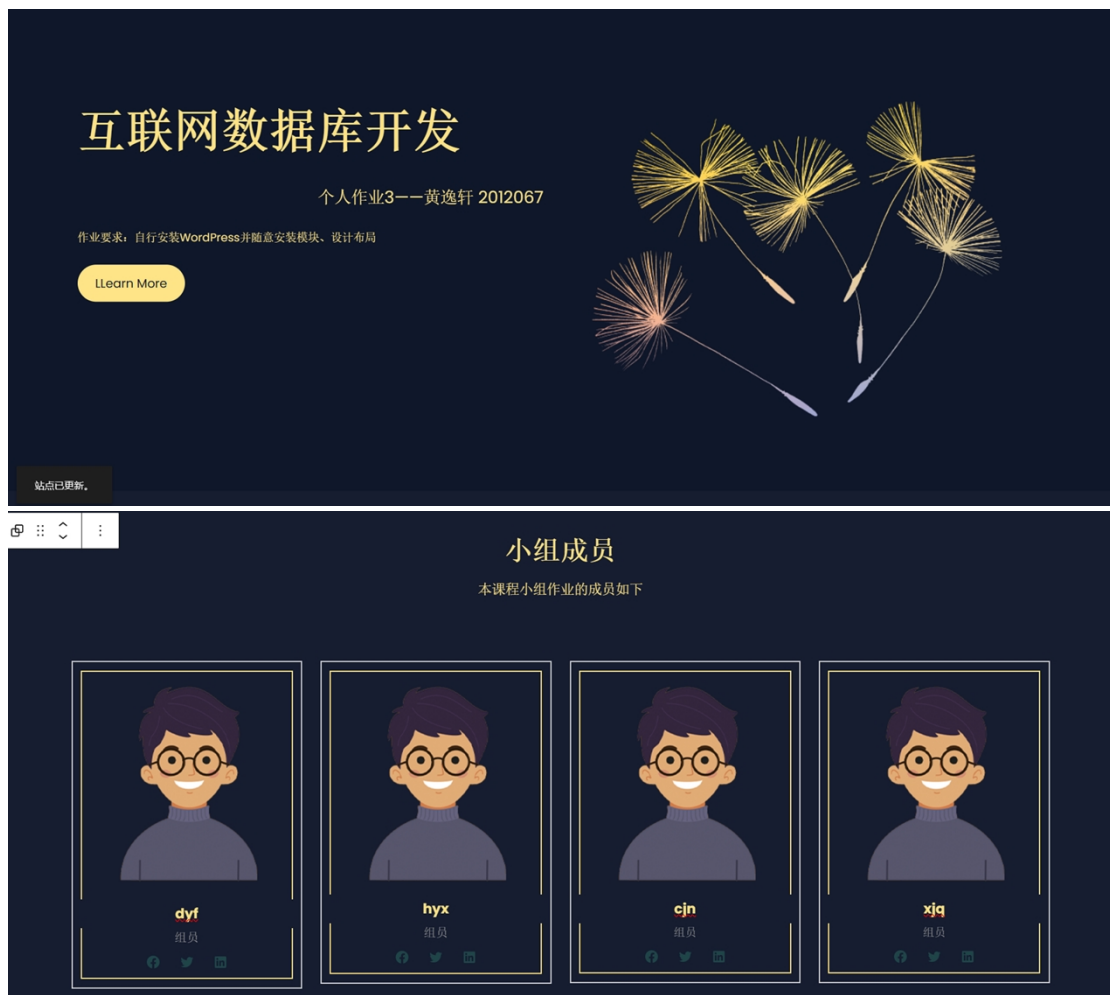 互联网数据库开发
个人作业3——黄逸轩 2012067
作业要求：自行安装WordPress并随意安装模块、设计布局
LLearn More
站点已更新。
小组成员
本课程小组作业的成员如下
dyf
组员
hyx
组员
cjn
组员
xjq
组员